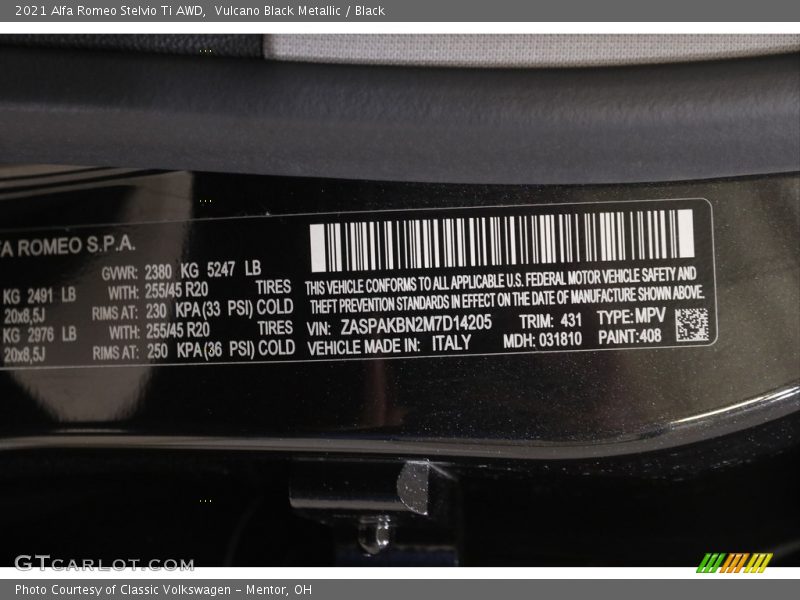 2021 Alfa Romeo Stelvio Ti AWD, Vulcano Black Metallic / Black
FA ROMEO S.P.A.
GVWR: 2380 KG 5247 LB
KG 2491 LB WITH: 255/45 R20 TIRES
20x8,5J RIMS AT: 230 KPA(33 PSI) COLD
KG 2976 LB WITH: 255/45 R20 TIRES
20x8,5J RIMS AT: 250 KPA(36 PSI) COLD
THIS VEHICLE CONFORMS TO ALL APPLICABLE U.S. FEDERAL MOTOR VEHICLE SAFETY AND
THEFT PREVENTION STANDARDS IN EFFECT ON THE DATE OF MANUFACTURE SHOWN ABOVE.
VIN: ZASPAKBN2M7D14205 TRIM: 431 TYPE: MPV
VEHICLE MADE IN: ITALY MDH: 031810 PAINT:408
GTCARLOT.COM
Photo Courtesy of Classic Volkswagen - Mentor, OH